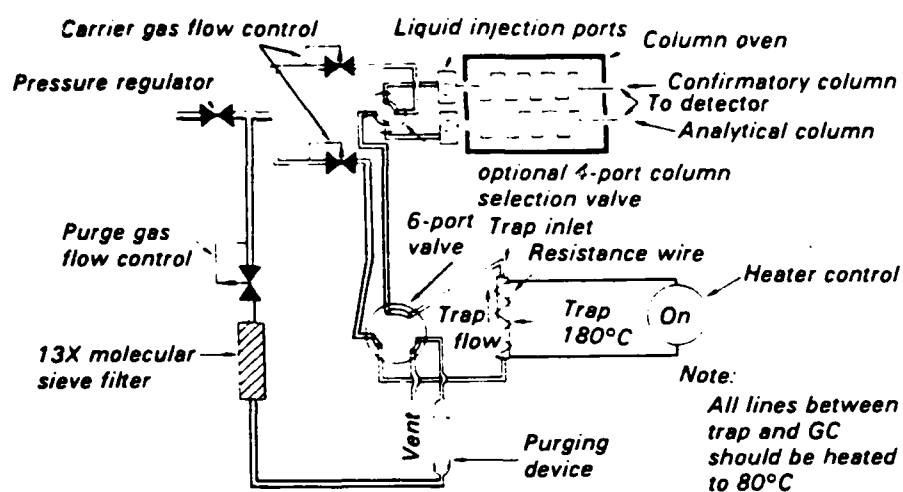 Carrier gas flow control
Liquid injection ports
Column oven
Pressure regulator
Confirmatory column
To detector
Analytical column
optional 4-port column
selection valve
Purge gas
flow control
6-port
valve
Trap inlet
Resistance wire
Heater control
Trap
flow
Trap
180°C
On
13X molecular
sieve filter
Note:
All lines between
trap and GC
should be heated
to 80°C
Vent
Purging
device